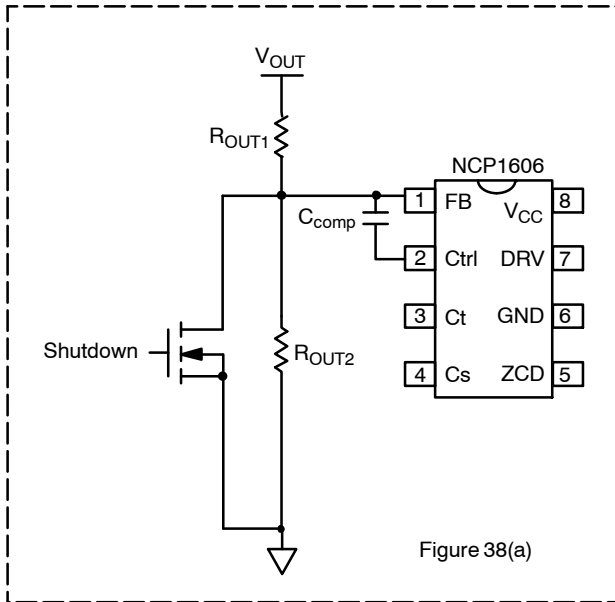 VOUT
ROUT1
NCP1606
1 FB VCC 8
Ccomp
2 Ctrl DRV 7
3 Ct GND 6
Shutdown
ROUT2
4 Cs ZCD 5
Figure 38(a)